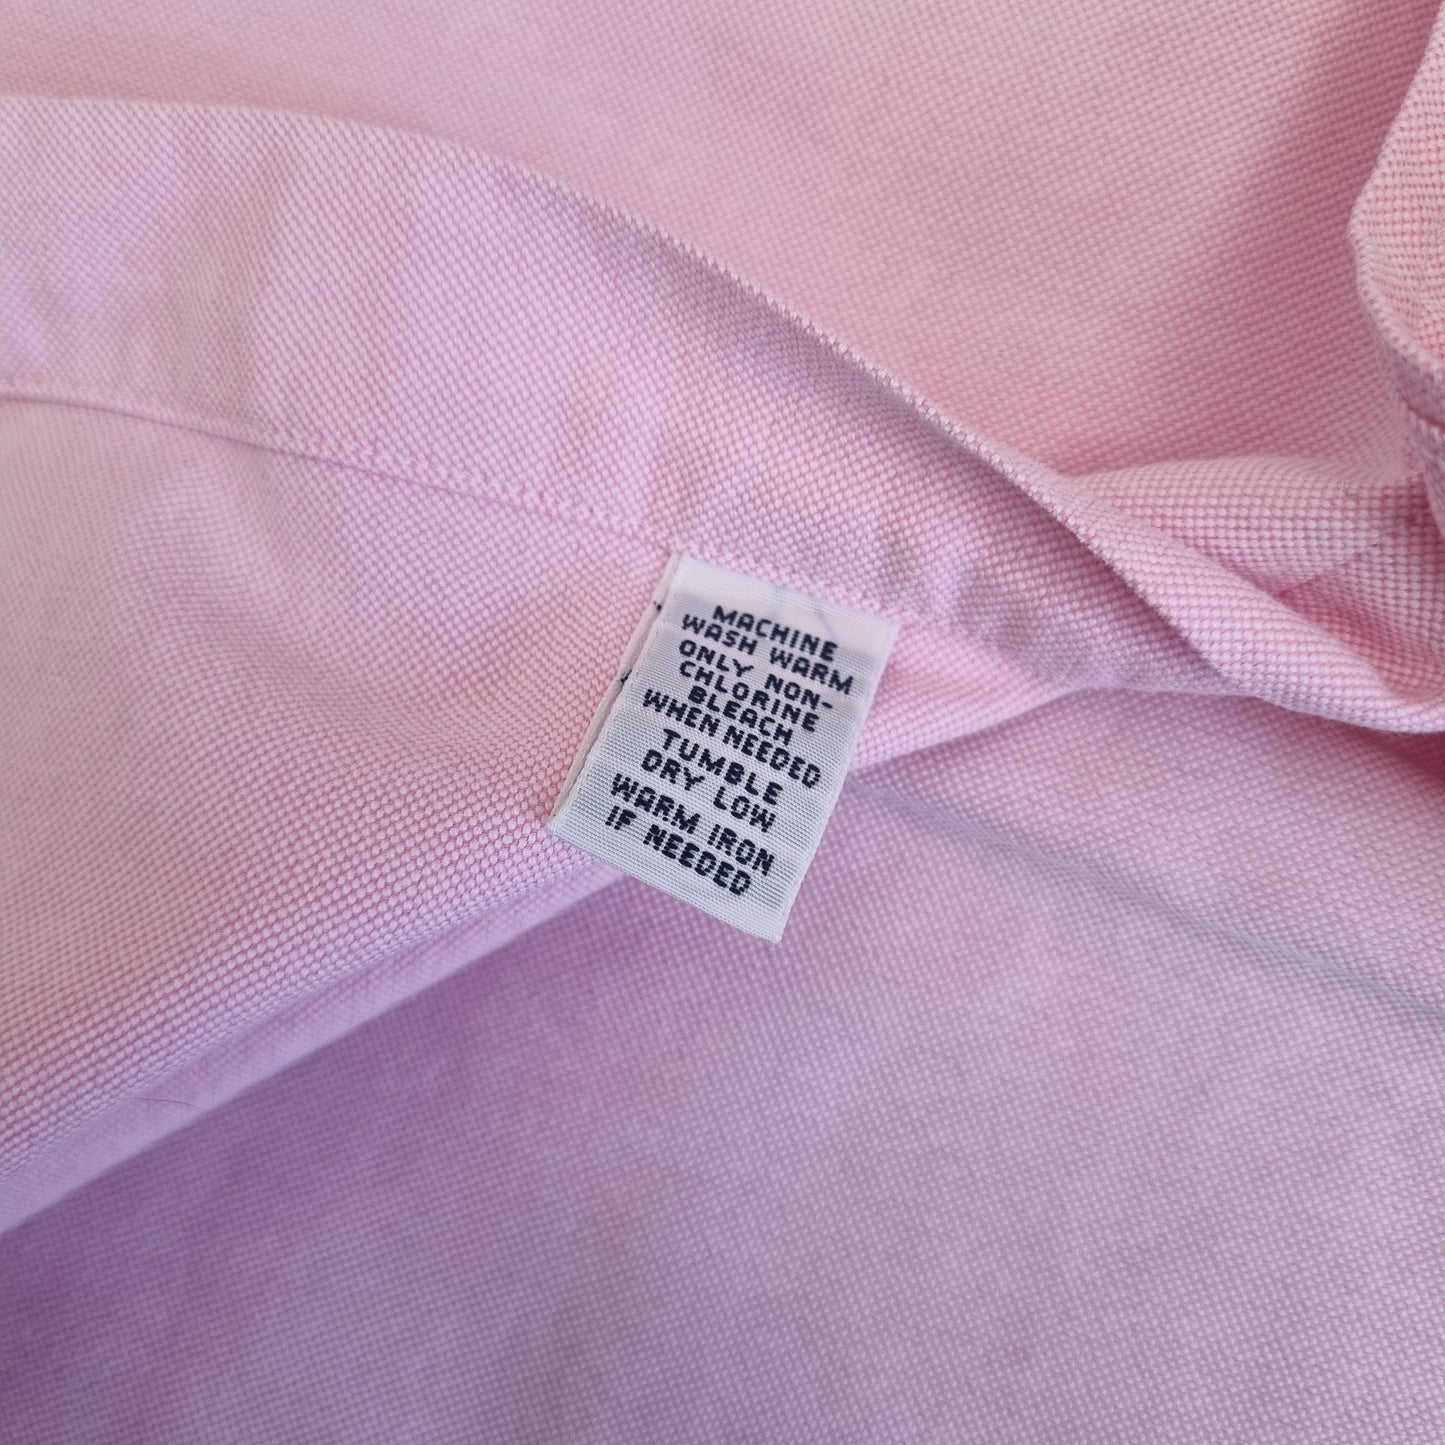 MACHINE
WASH WARM
ONLY NON-
CHLORINE
BLEACH
WHEN NEEDED
TUMBLE
DRY LOW
WARM IRON
IF NEEDED